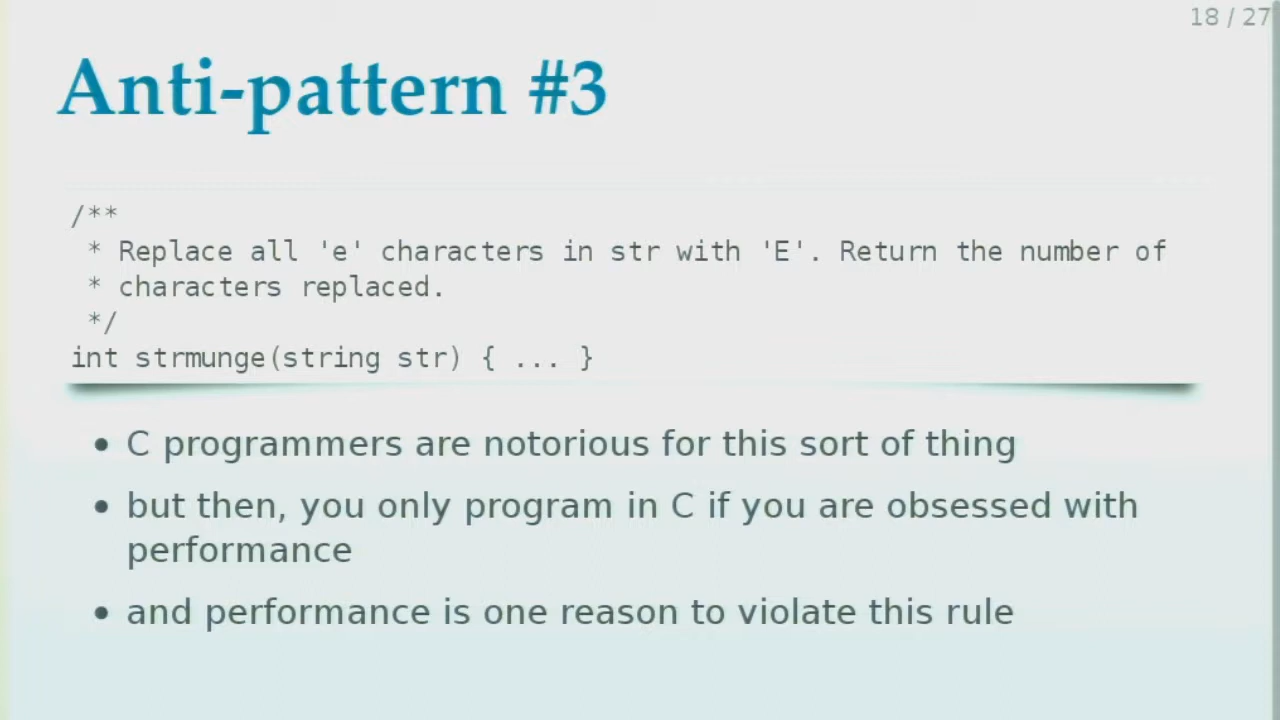 18 / 27
Anti-pattern #3
/**
 * Replace all 'e' characters in str with 'E'. Return the number of
 * characters replaced.
 */
int strmunge(string str) { ... }
• C programmers are notorious for this sort of thing
• but then, you only program in C if you are obsessed with
performance
• and performance is one reason to violate this rule